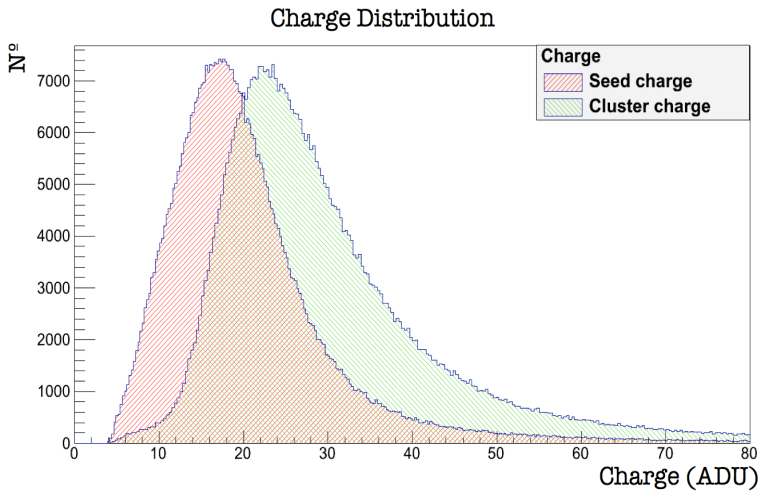 Charge Distribution
Nº
Charge
Seed charge
Cluster charge
7000
6000
5000
4000
3000
2000
1000
0
0 10 20 30 40 50 60 70 80
Charge (ADU)